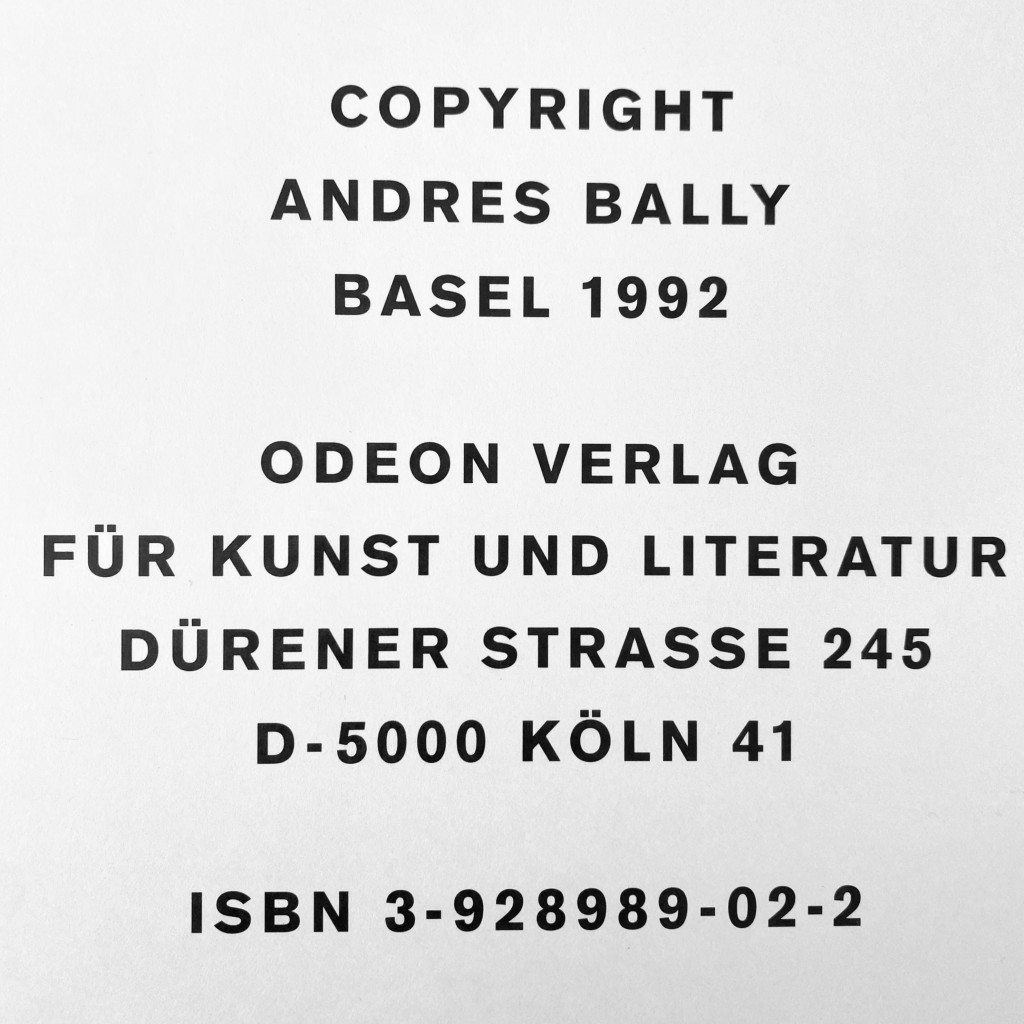 COPYRIGHT
ANDRES BALLY
BASEL 1992
ODEON VERLAG
FÜR KUNST UND LITERATUR
DÜRENER STRASSE 245
D-5000 KÖLN 41
ISBN 3-928989-02-2